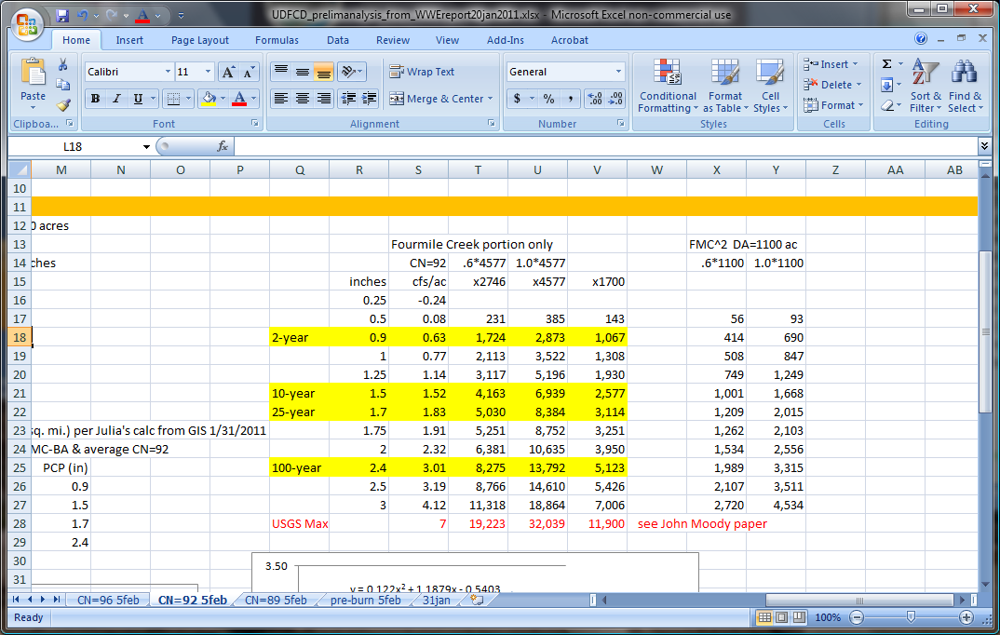 UDFCD_prelimanalysis_from_WWEreport20jan2011.xlsx - Microsoft Excel non-commercial use
Home Insert Page Layout Formulas Data Review View Add-Ins Acrobat
Paste Calibri 11 Wrap Text General Conditional Formatting Format as Table Cell Styles Insert Delete Format Sort & Filter Find & Select
B I U Merge & Center $ % ,
Clipboa... Font Alignment Number Styles Cells Editing
L18 fx
M N O P Q R S T U V W X Y Z AA AB
10
11
12 0 acres
13 Fourmile Creek portion only FMC^2 DA=1100 ac
14 ches CN=92 .6*4577 1.0*4577 .6*1100 1.0*1100
15 inches cfs/ac x2746 x4577 x1700
16 0.25 -0.24
17 0.5 0.08 231 385 143 56 93
18 2-year 0.9 0.63 1,724 2,873 1,067 414 690
19 1 0.77 2,113 3,522 1,308 508 847
20 1.25 1.14 3,117 5,196 1,930 749 1,249
21 10-year 1.5 1.52 4,163 6,939 2,577 1,001 1,668
22 25-year 1.7 1.83 5,030 8,384 3,114 1,209 2,015
23 sq. mi.) per Julia's calc from GIS 1/31/2011 1.75 1.91 5,251 8,752 3,251 1,262 2,103
24 MC-BA & average CN=92 2 2.32 6,381 10,635 3,950 1,534 2,556
25 PCP (in) 100-year 2.4 3.01 8,275 13,792 5,123 1,989 3,315
26 0.9 2.5 3.19 8,766 14,610 5,426 2,107 3,511
27 1.5 3 4.12 11,318 18,864 7,006 2,720 4,534
28 1.7 USGS Max 7 19,223 32,039 11,900 see John Moody paper
29 2.4
30 3.50
31 y = 0.122x² + 1.1879x - 0.5403
CN=96 5feb CN=92 5feb CN=89 5feb pre-burn 5feb 31jan
Ready 100%